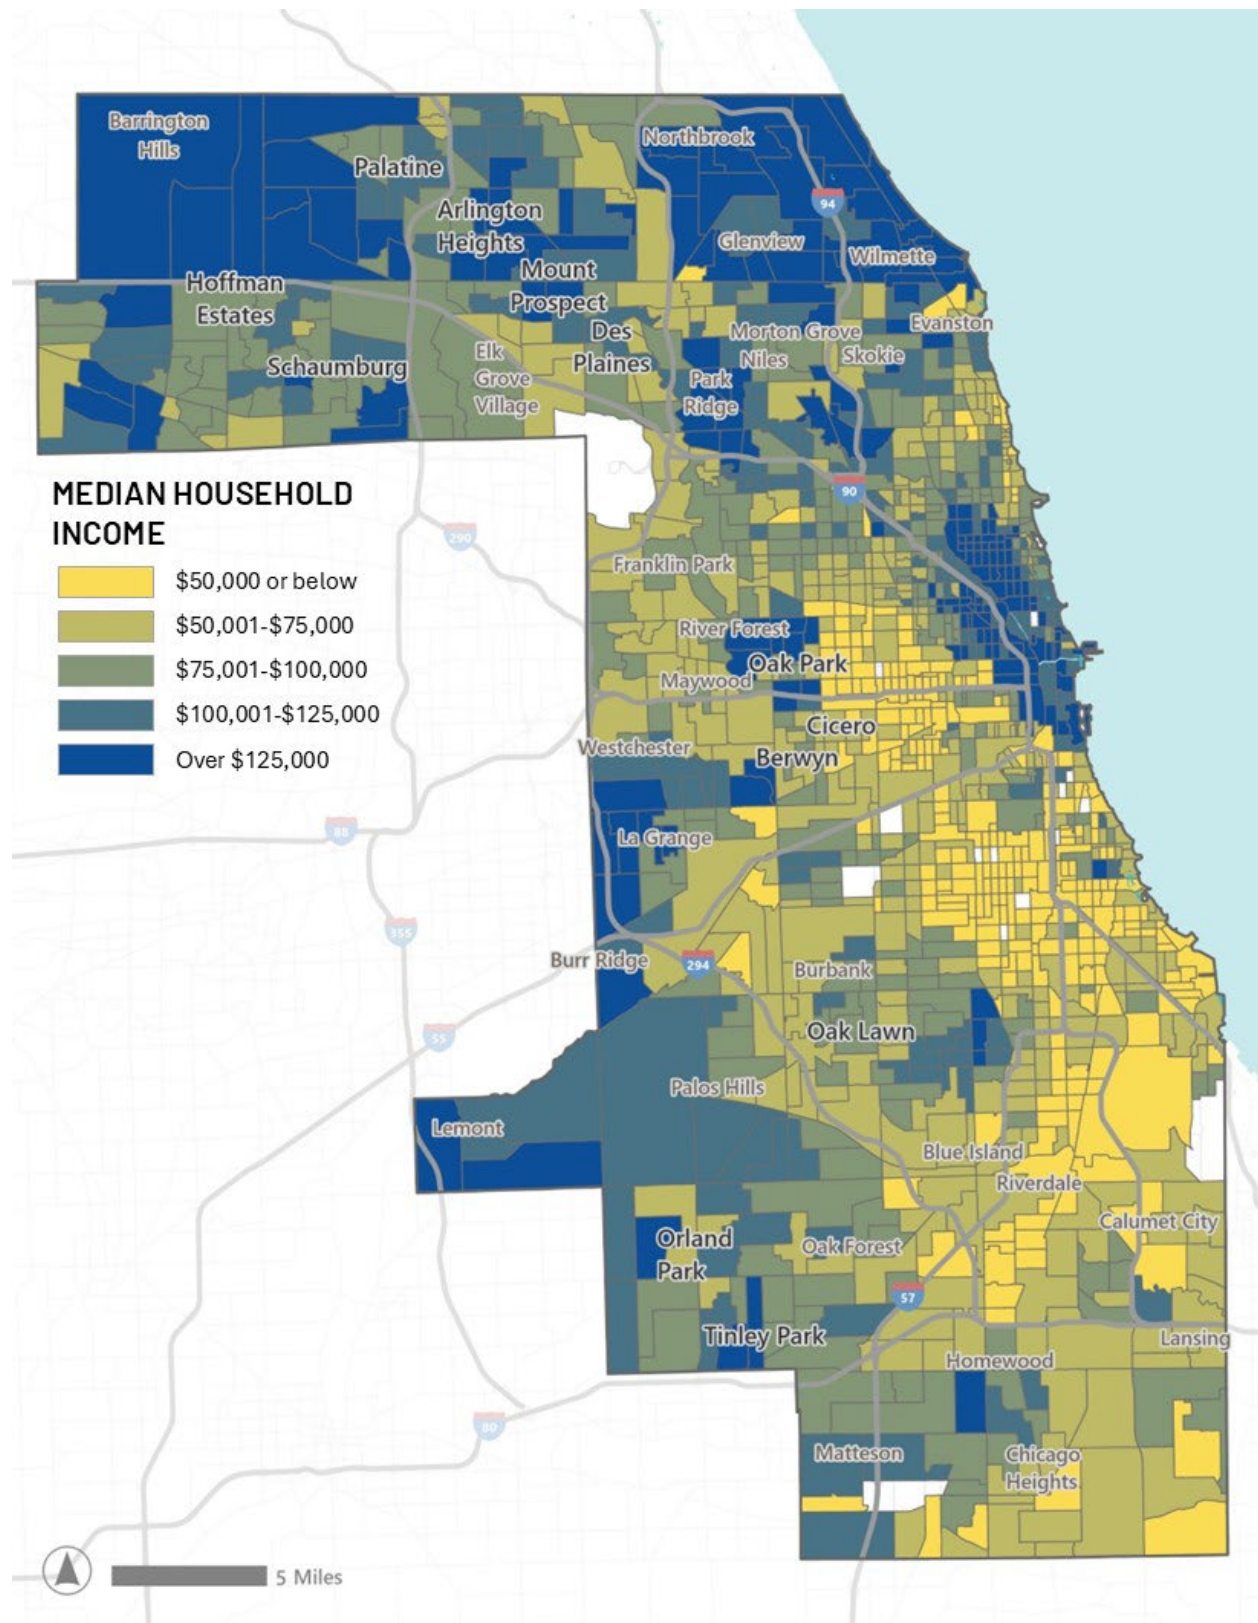 Barrington
Hills
Northbrook
Palatine
94
Arlington
Heights
Glenview
Wilmette
Mount
Prospect
Hoffman
Estates
Evanston
Des
Plaines
Morton Grove
Niles
Skokie
Schaumburg
Elk
Grove
Village
Park
Ridge
MEDIAN HOUSEHOLD
INCOME
$50,000 or below
$50,001-$75,000
$75,001-$100,000
$100,001-$125,000
Over $125,000
90
290
Franklin Park
River Forest
Oak Park
Maywood
Cicero
Westchester
Berwyn
88
La Grange
355
Burr Ridge
294
Burbank
55
Oak Lawn
Palos Hills
Lemont
Blue Island
Riverdale
Calumet City
Orland
Park
Oak Forest
57
Tinley Park
Lansing
Homewood
80
Matteson
Chicago
Heights
5 Miles